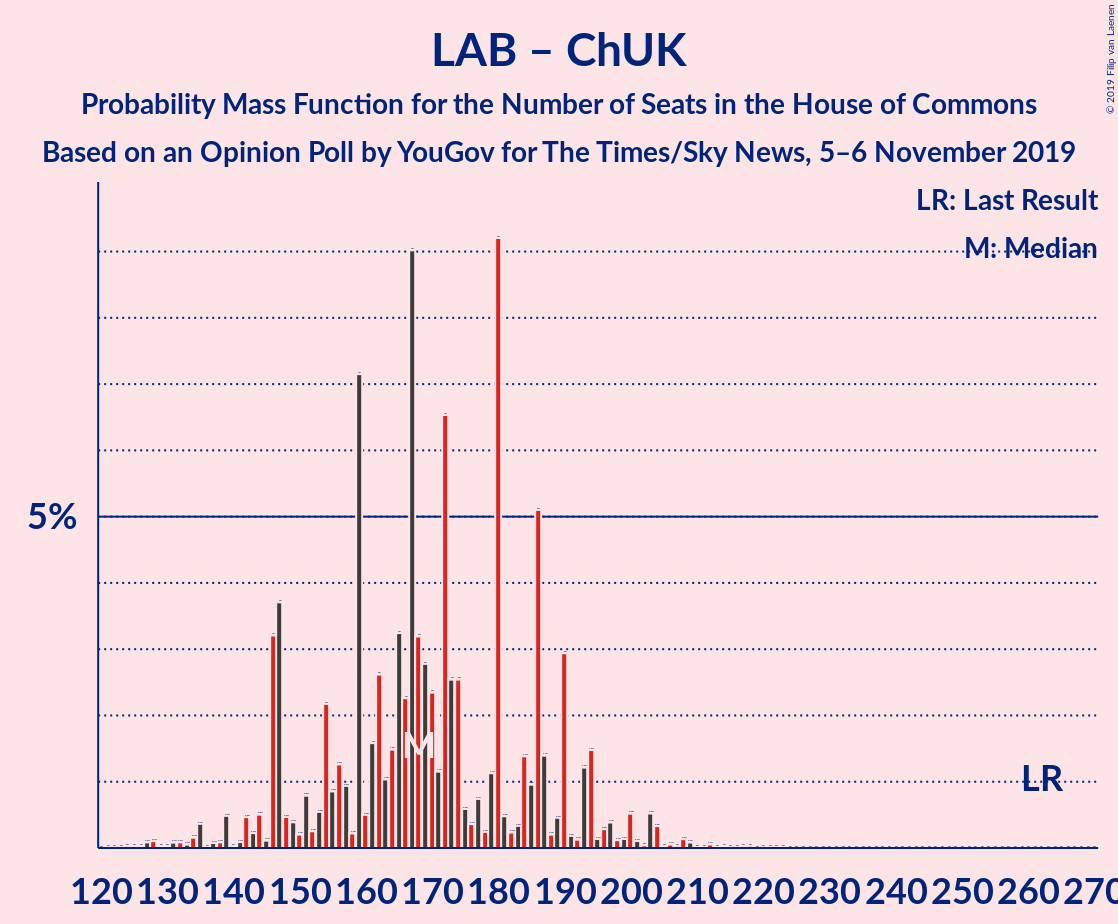 LAB – ChUK
Probability Mass Function for the Number of Seats in the House of Commons
Based on an Opinion Poll by YouGov for The Times/Sky News, 5–6 November 2019
© 2019 Filip van Laenen
LR: Last Result
M: Median
5%
M
LR
120 130 140 150 160 170 180 190 200 210 220 230 240 250 260 270